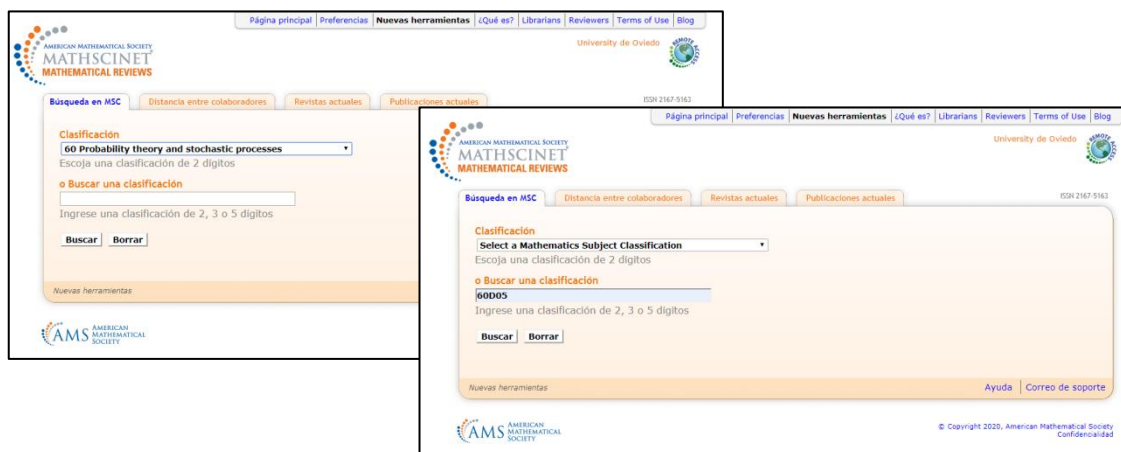 Página principal | Preferencias | Nuevas herramientas | ¿Qué es? | Librarians | Reviewers | Terms of Use | Blog
AMERICAN MATHEMATICAL SOCIETY
MATHSCINET
MATHEMATICAL REVIEWS
University de Oviedo
REMOTE ACCESS
Búsqueda en MSC
Distancia entre colaboradores
Revistas actuales
Publicaciones actuales
ISSN 2167-5163
Clasificación
60 Probability theory and stochastic processes
Escoja una clasificación de 2 dígitos
o Buscar una clasificación
Ingrese una clasificación de 2, 3 o 5 dígitos
Buscar Borrar
Nuevas herramientas
AMS AMERICAN
MATHEMATICAL
SOCIETY
Página principal | Preferencias | Nuevas herramientas | ¿Qué es? | Librarians | Reviewers | Terms of Use | Blog
AMERICAN MATHEMATICAL SOCIETY
MATHSCINET
MATHEMATICAL REVIEWS
University de Oviedo
REMOTE ACCESS
Búsqueda en MSC
Distancia entre colaboradores
Revistas actuales
Publicaciones actuales
ISSN 2167-5163
Clasificación
Select a Mathematics Subject Classification
Escoja una clasificación de 2 dígitos
o Buscar una clasificación
60D05
Ingrese una clasificación de 2, 3 o 5 dígitos
Buscar Borrar
Nuevas herramientas
Ayuda | Correo de soporte
AMS AMERICAN
MATHEMATICAL
SOCIETY
© Copyright 2020, American Mathematical Society
Confidencialidad